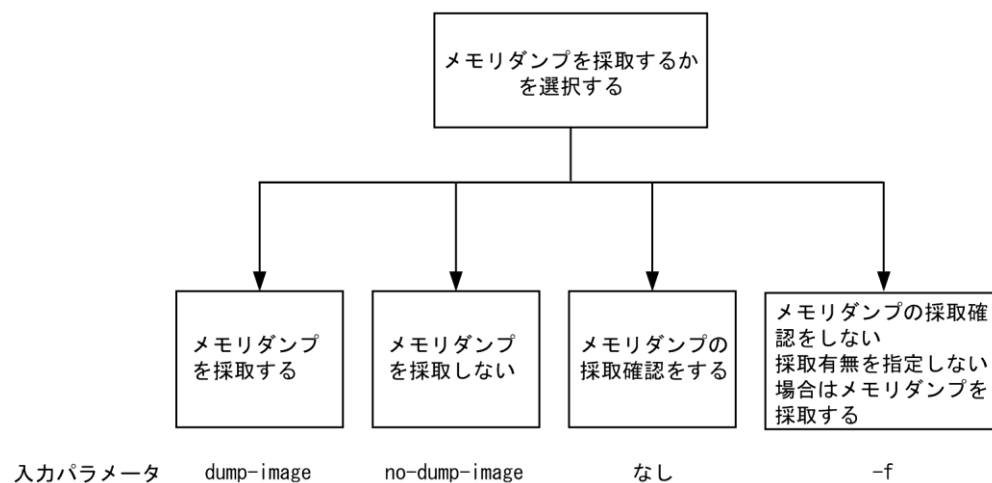 メモリダンプを採取するか
を選択する
メモリダンプ
を採取する
メモリダンプ
を採取しない
メモリダンプの
採取確認をする
メモリダンプの採取確
認をしない
採取有無を指定しない
場合はメモリダンプを
採取する
入力パラメータ dump-image no-dump-image なし -f